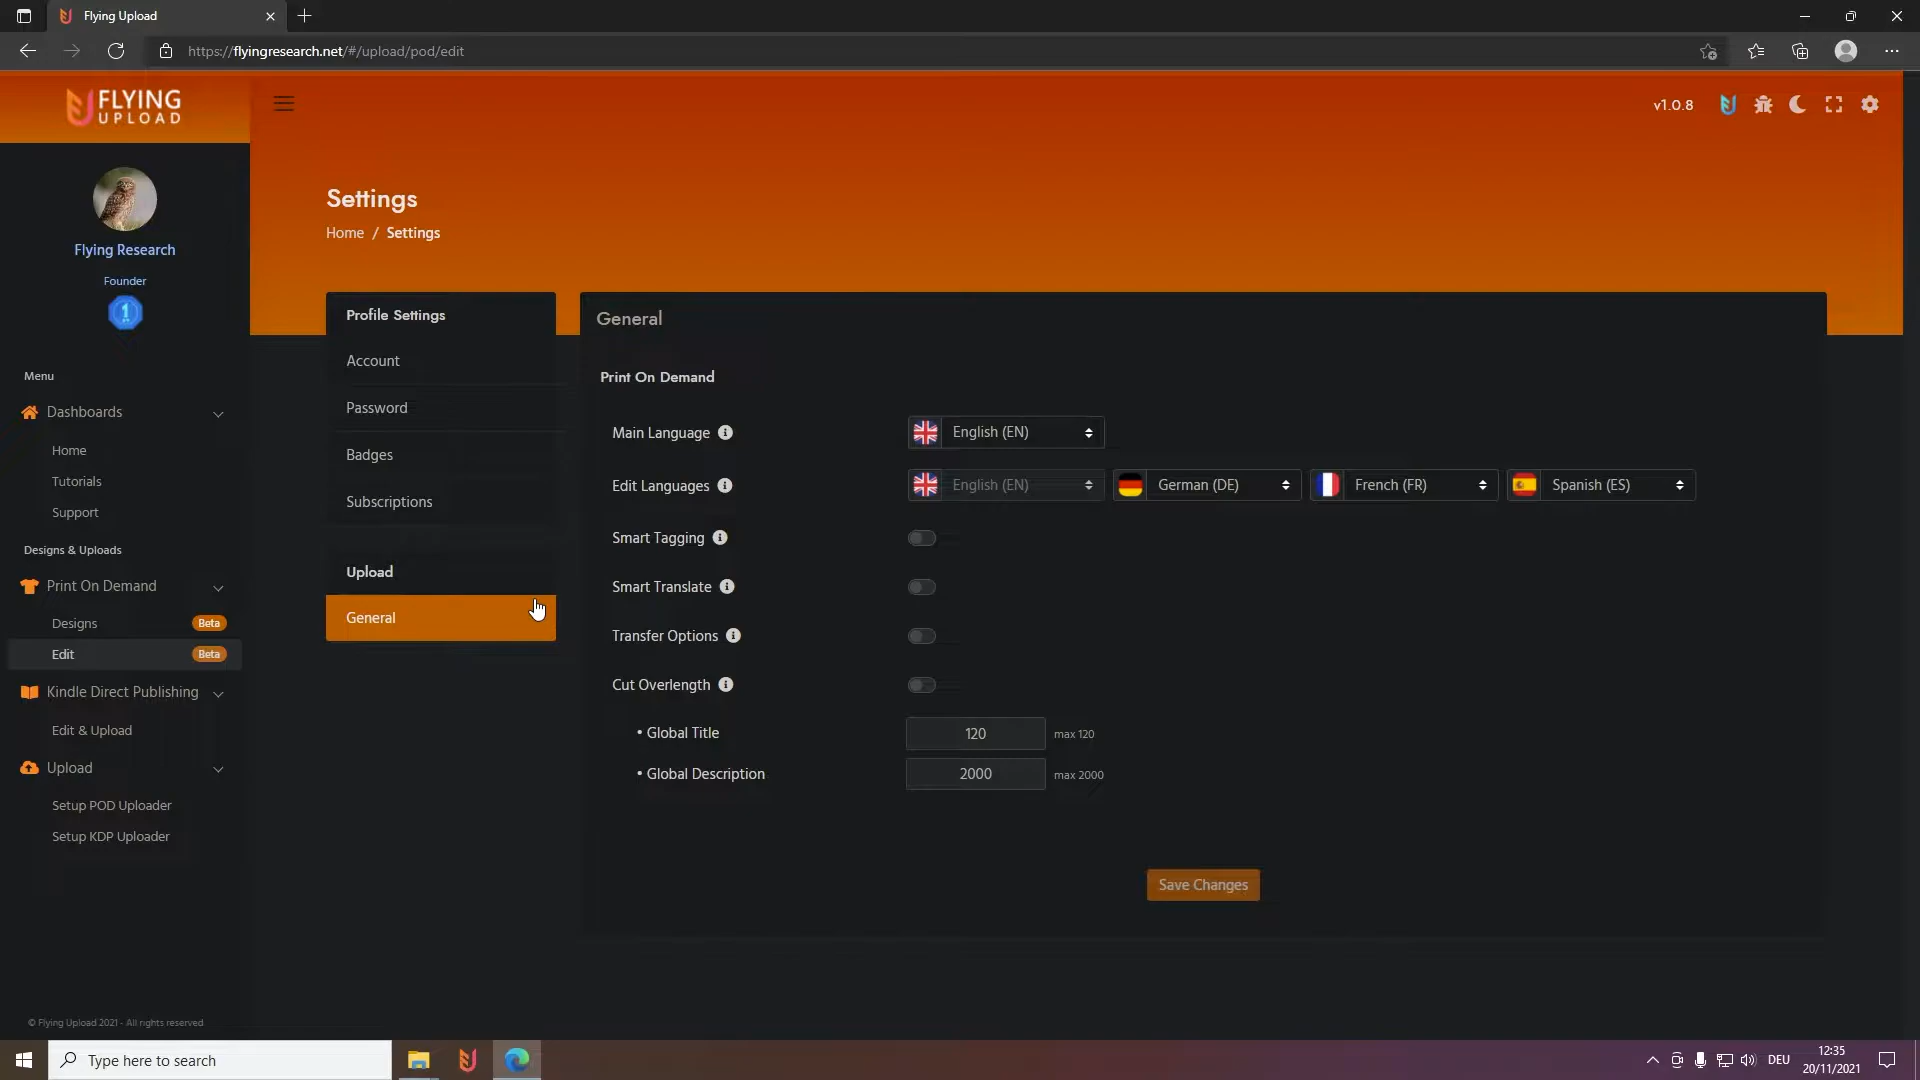 Flying Upload
https://flyingresearch.net/#/upload/pod/edit
FLYING
UPLOAD
v1.0.8
Settings
Home / Settings
Flying Research
Founder
1
Menu
Dashboards
Home
Tutorials
Support
Designs & Uploads
Print On Demand
Designs Beta
Edit Beta
Kindle Direct Publishing
Edit & Upload
Upload
Setup POD Uploader
Setup KDP Uploader
© Flying Upload 2021 - All rights reserved
Profile Settings
Account
Password
Badges
Subscriptions
Upload
General
General
Print On Demand
Main Language English (EN)
Edit Languages English (EN) German (DE) French (FR) Spanish (ES)
Smart Tagging
Smart Translate
Transfer Options
Cut Overlength
• Global Title 120 max 120
• Global Description 2000 max 2000
Save Changes
Type here to search
DEU
12:35
20/11/2021